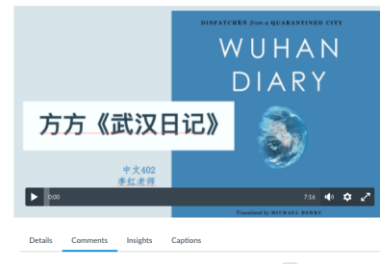 DISPATCHES from a QUARANTINED CITY
WUHAN
DIARY
方方《武汉日记》
中文402
李红老师
0:00
7:16
Translated by MICHAEL BERRY
Details
Comments
Insights
Captions